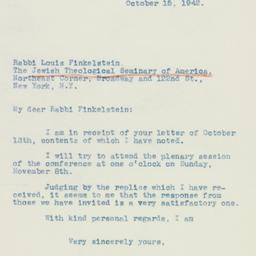 October 15, 1942.
Rabbi Louis Finkelstein
The Jewish Theological Seminary of America,
Northeast Corner, Broadway and 122nd St.,
New York, N.Y.
My dear Rabbi Finkelstein:
I am in receipt of your letter of October
13th, contents of which I have noted.
I will try to attend the plenary session
of the conference at one o'clock on Sunday,
November 8th.
Judging by the replies which I have re-
ceived, it seems to me that the response from
those we have invited is a very satisfactory one.
With kind personal regards, I am
Very sincerely yours,